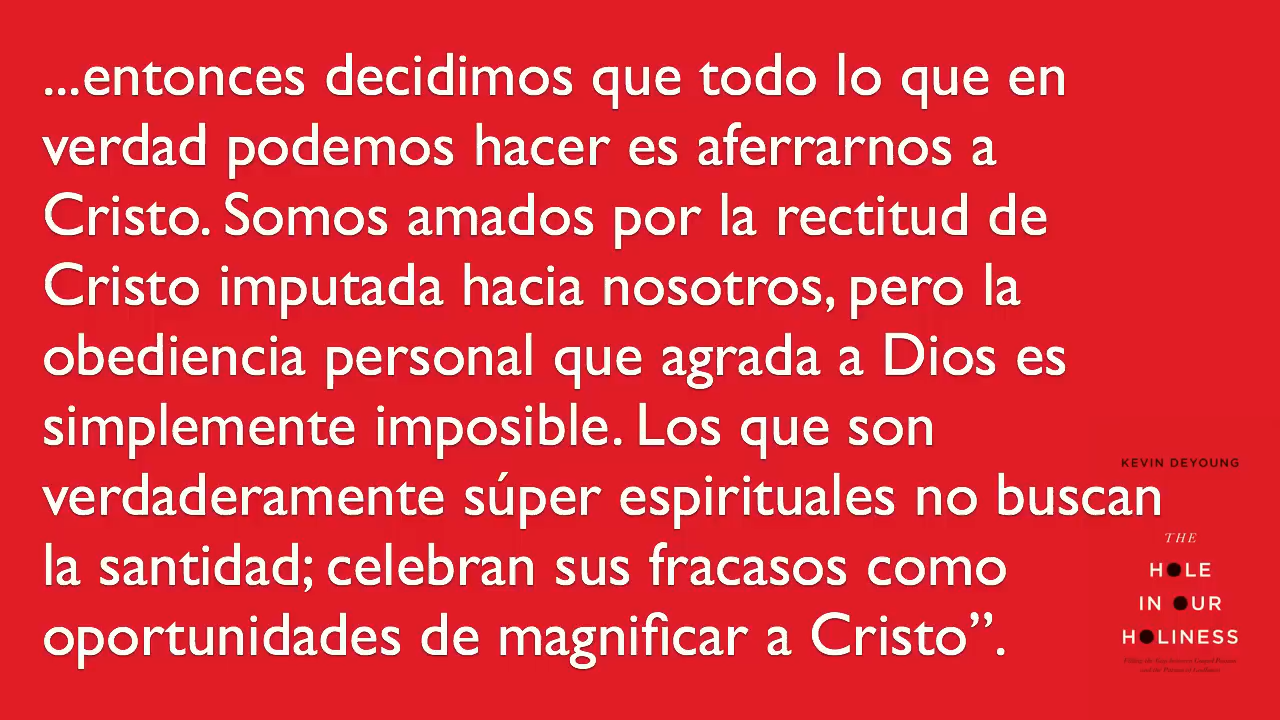 ...entonces decidimos que todo lo que en
verdad podemos hacer es aferrarnos a
Cristo. Somos amados por la rectitud de
Cristo imputada hacia nosotros, pero la
obediencia personal que agrada a Dios es
simplemente imposible. Los que son
verdaderamente súper espirituales no buscan
la santidad; celebran sus fracasos como
oportunidades de magnificar a Cristo”.
KEVIN DEYOUNG
THE
HOLE
IN OUR
HOLINESS